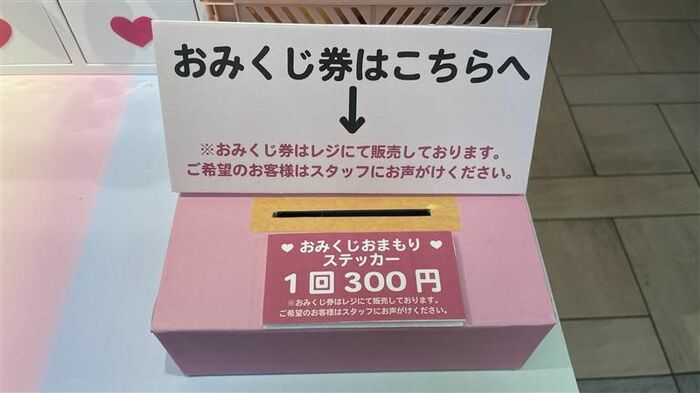 おみくじ券はこちらへ
↓
※おみくじ券はレジにて販売しております。
ご希望のお客様はスタッフにお声がけください。
♥ おみくじおまもり ♥
ステッカー
1回300円
※おみくじ券はレジにて販売しております。
ご希望のお客様はスタッフにお声がけください。